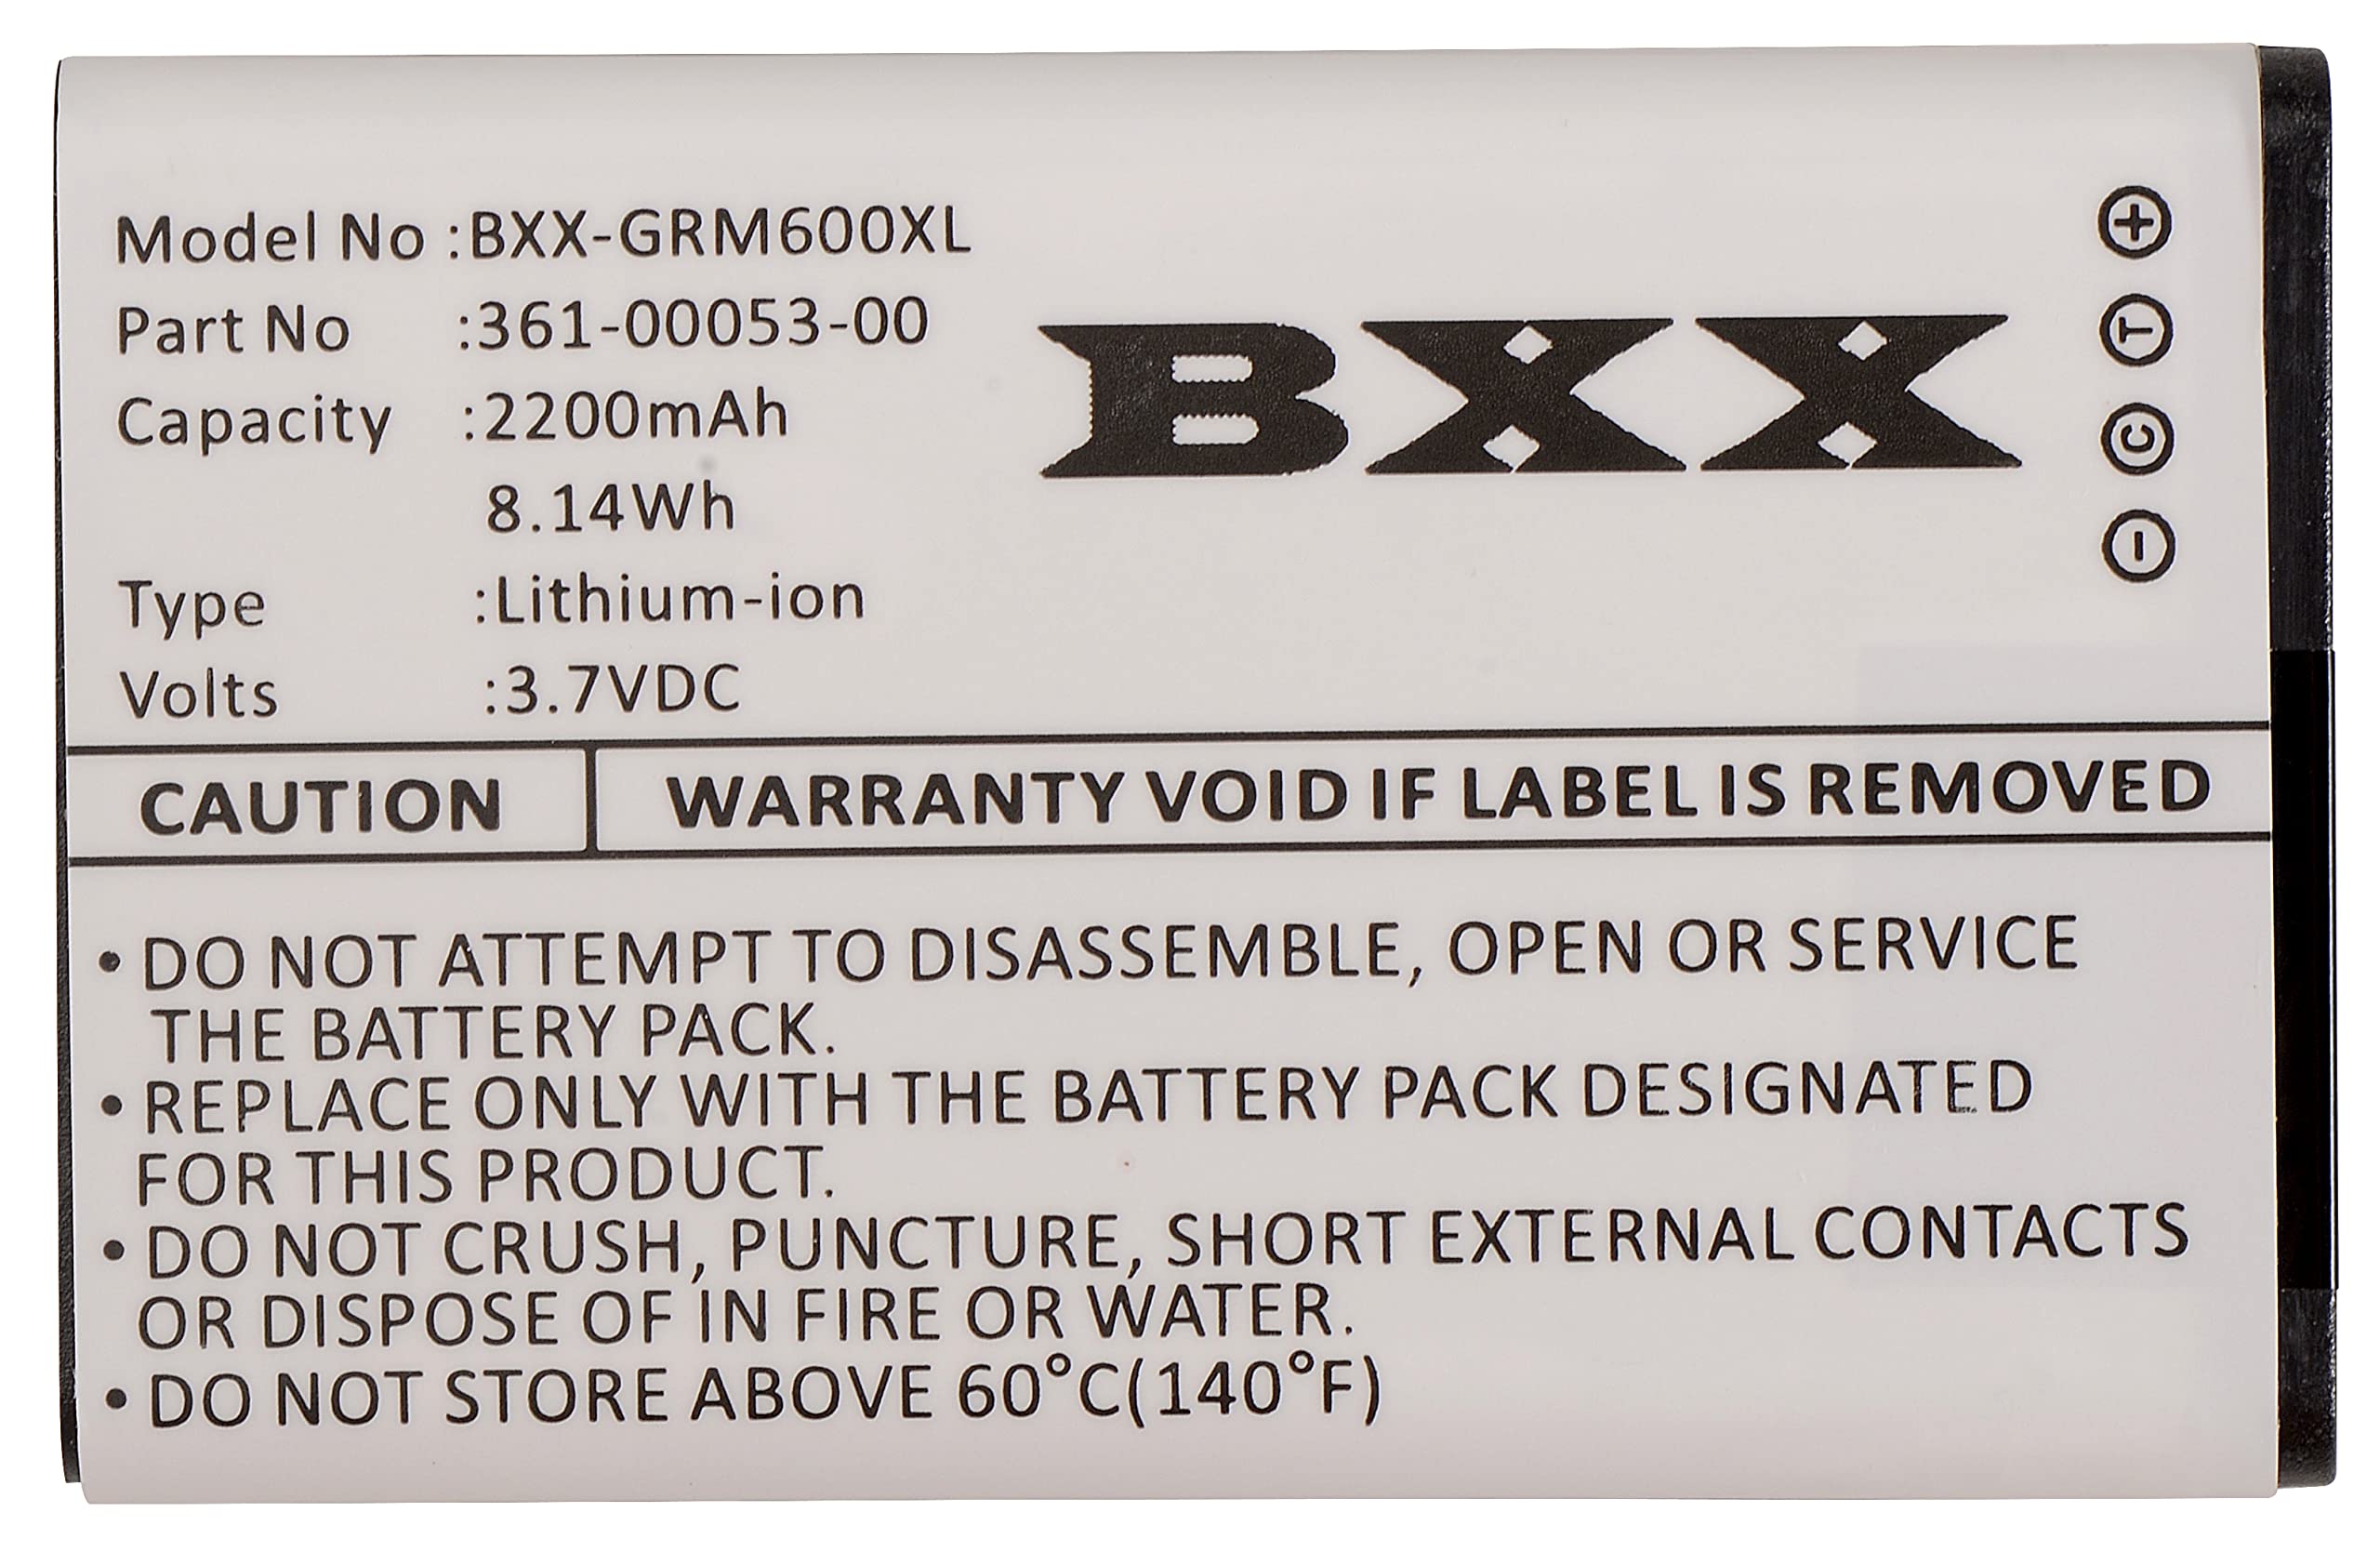 Model No :BXX-GRM600XL
Part No :361-00053-00
Capacity :2200mAh
8.14Wh
Type :Lithium-ion
Volts :3.7VDC
BXX
+
T
C
-
CAUTION WARRANTY VOID IF LABEL IS REMOVED
• DO NOT ATTEMPT TO DISASSEMBLE, OPEN OR SERVICE
THE BATTERY PACK.
• REPLACE ONLY WITH THE BATTERY PACK DESIGNATED
FOR THIS PRODUCT.
• DO NOT CRUSH, PUNCTURE, SHORT EXTERNAL CONTACTS
OR DISPOSE OF IN FIRE OR WATER.
• DO NOT STORE ABOVE 60°C(140°F)